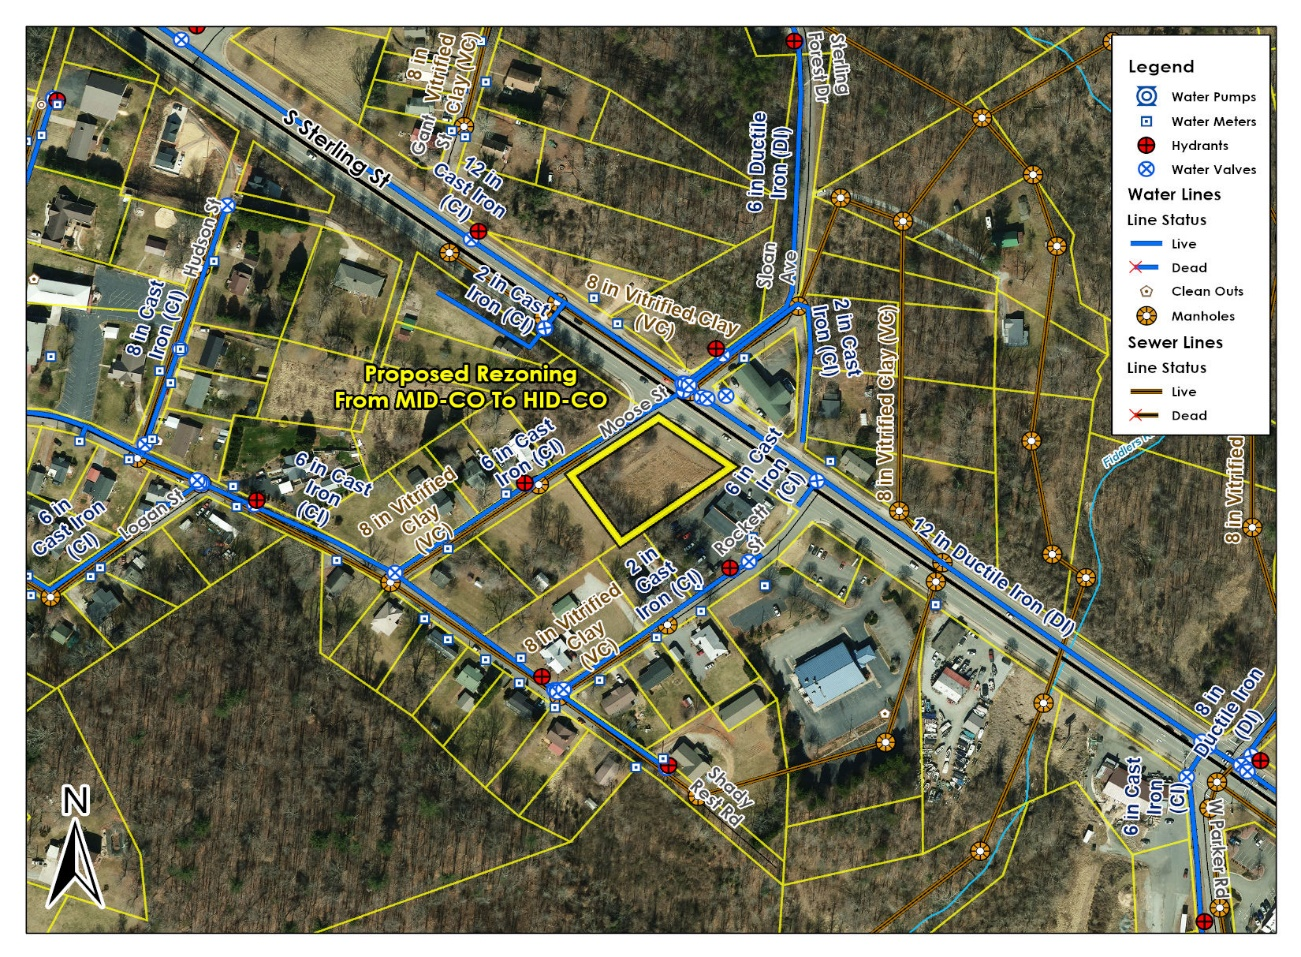 Legend
Water Pumps
Water Meters
Hydrants
Water Valves
Water Lines
Line Status
Live
Dead
Clean Outs
Manholes
Sewer Lines
Line Status
Live
Dead
S Sterling St
8 in
Vitrified
Clay (VC)
Gant
St
12 in
Cast Iron
(CI)
6 in Ductile
Iron (DI)
Sterling
Forest Dr
Sloan
Ave
Hudson St
8 in Cast
Iron (CI)
2 in Cast
Iron (CI)
8 in Vitrified Clay
(VC)
2 in Cast
Iron (CI)
8 in Vitrified Clay (VC)
Proposed Rezoning
From MID-CO To HID-CO
Moose St
6 in Cast
Iron (CI)
6 in Cast
Iron
(CI)
6 in Cast
Iron
(CI)
8 in Vitrified
Clay
(VC)
6 in
Cast Iron
(CI)
Logan St
Rockett
St
2 in
Cast
Iron (CI)
8 in Vitrified
Clay
(VC)
12 in Ductile Iron (DI)
8 in Vitrified
Shady
Rest Rd
8 in
Ductile Iron
(DI)
6 in Cast
Iron
(CI)
W Parker Rd
N